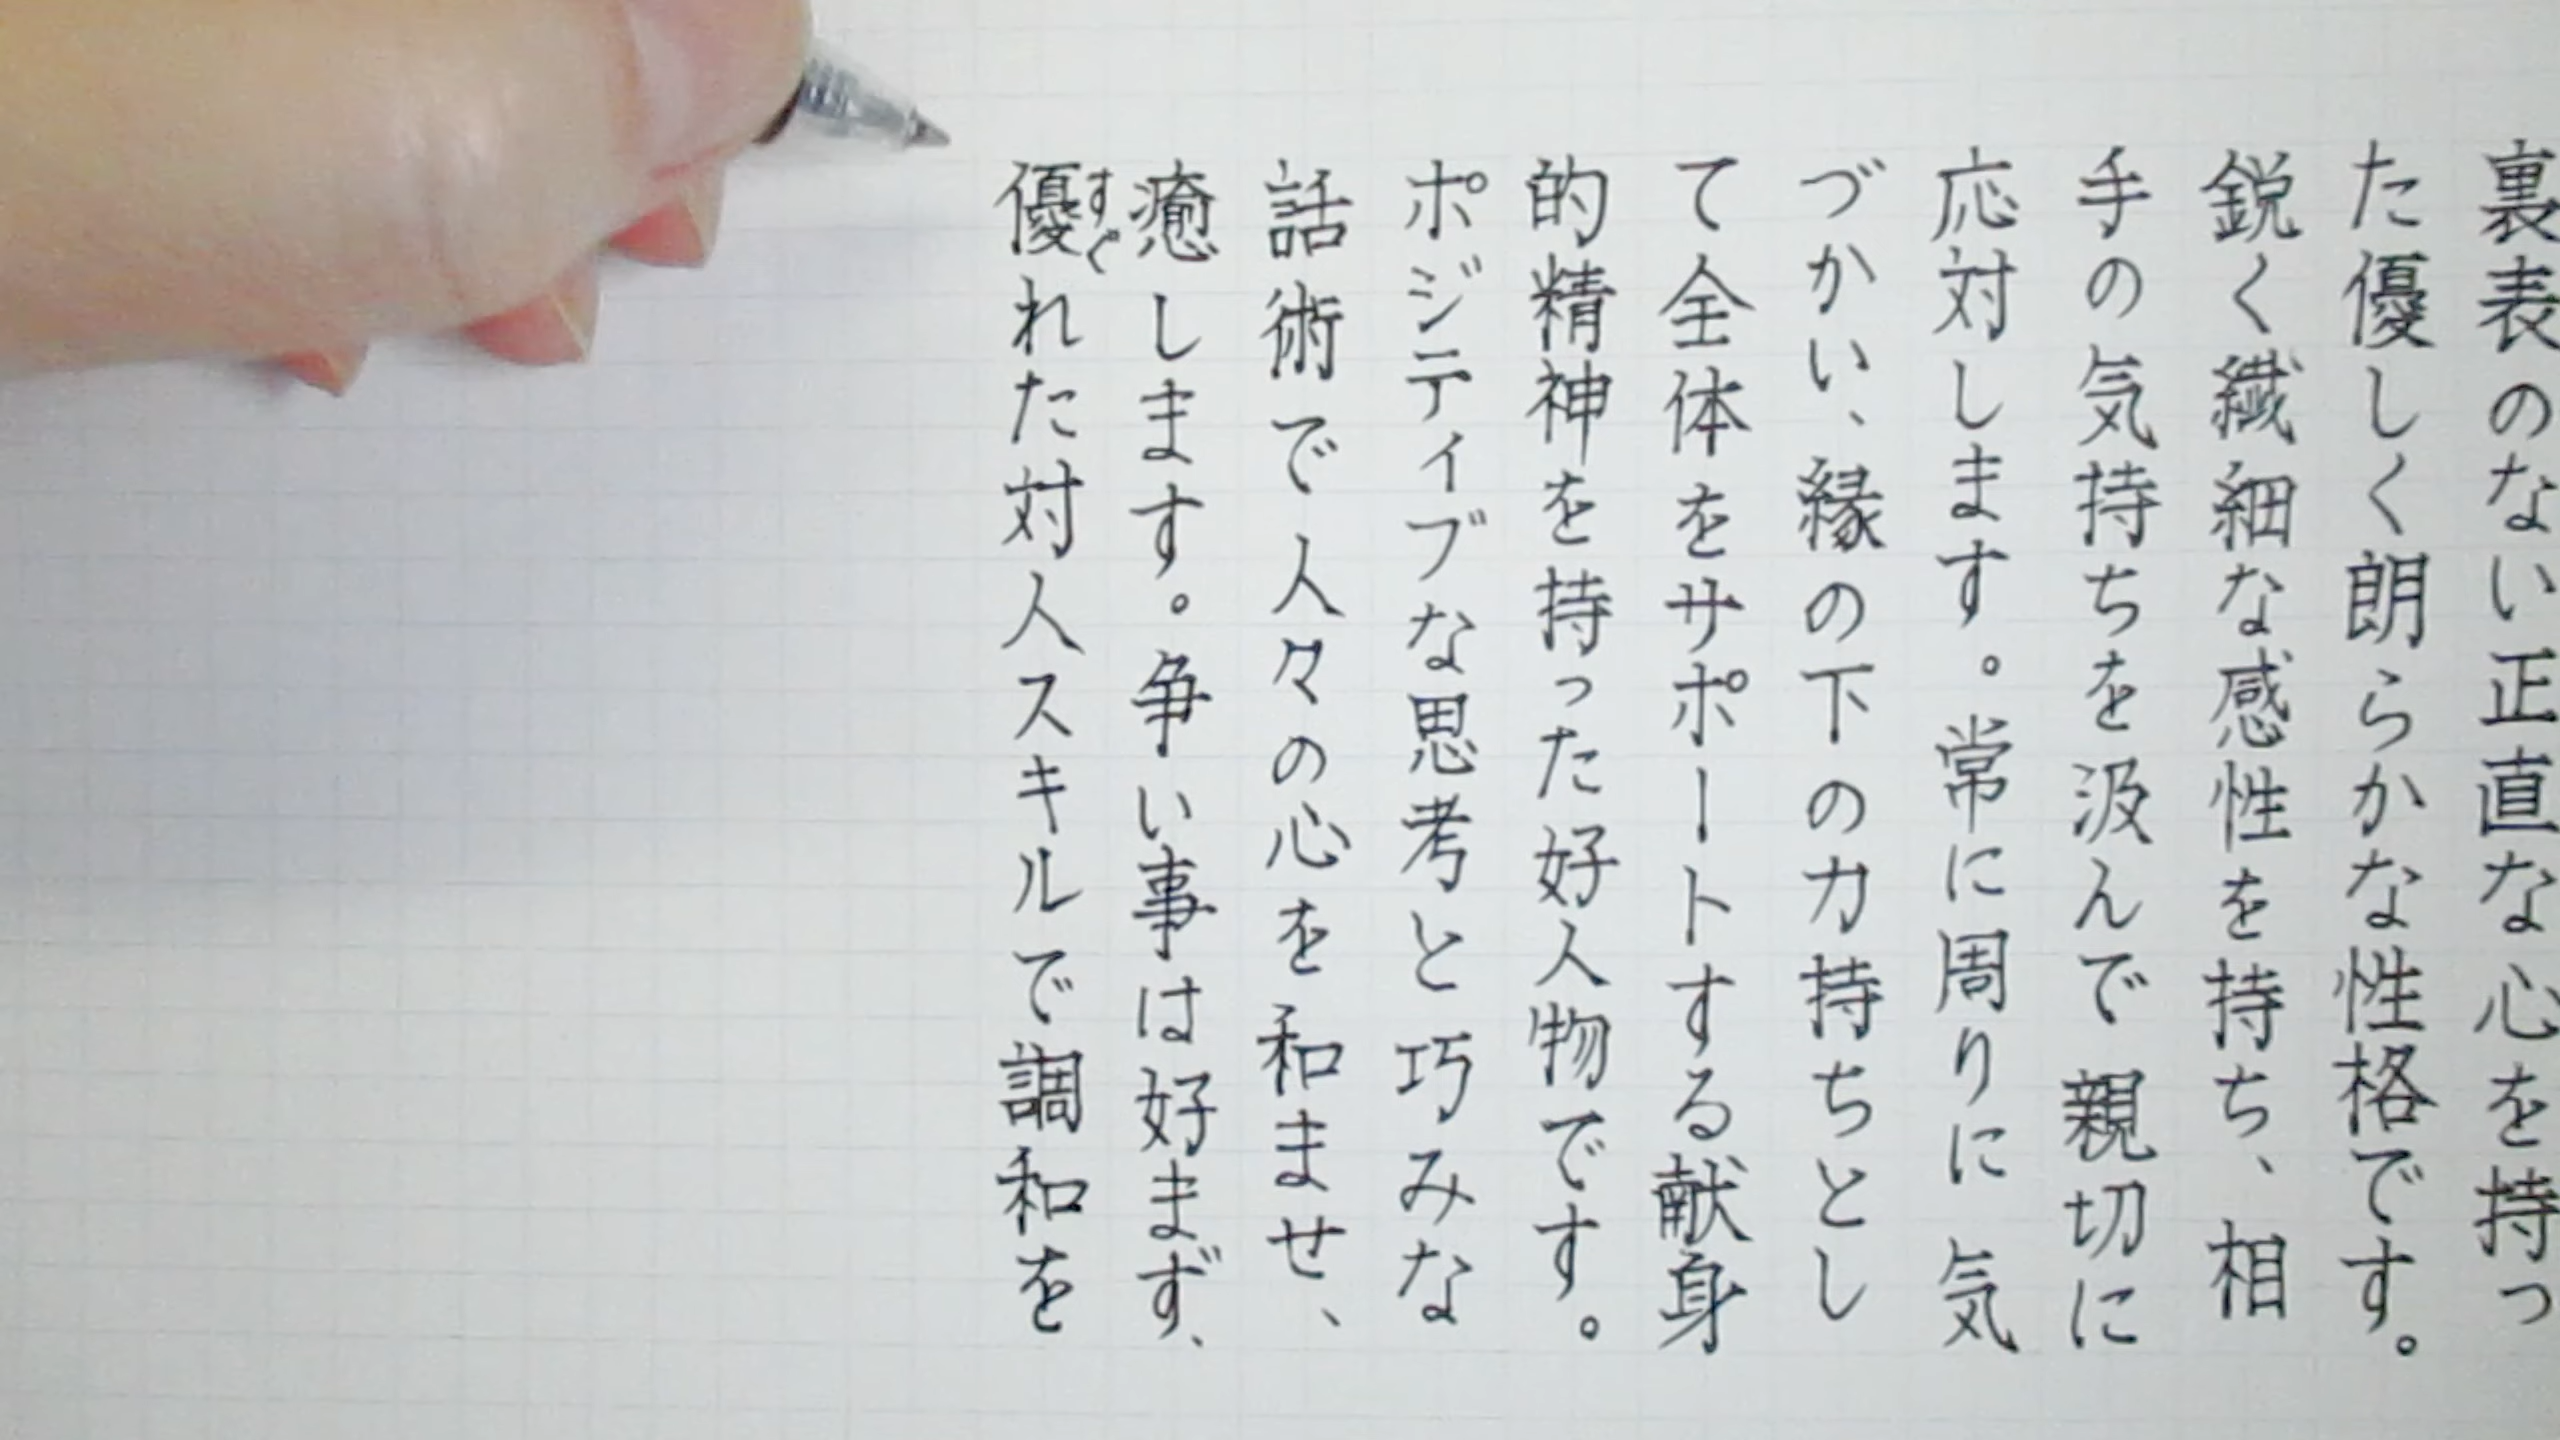 裏表のない正直な心を持っ
た優しく朗らかな性格です。
鋭く繊細な感性を持ち、相
手の気持ちを汲んで親切に
応対します。常に周りに気
づかい、縁の下の力持ちとし
て全体をサポートする献身
的精神を持った好人物です。
ポジティブな思考と巧みな
話術で人々の心を和ませ、
癒します。争い事は好まず、
優れた対人スキルで調和を
すぐ